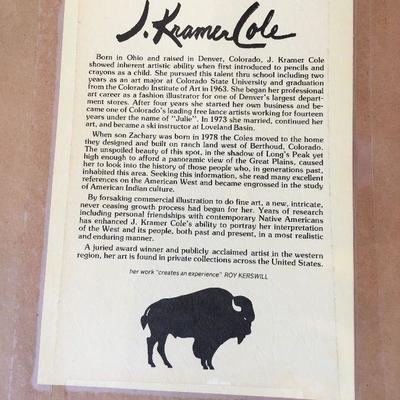 J. Kramer Cole
Born in Ohio and raised in Denver, Colorado, J. Kramer Cole
showed inherent artistic ability when first introduced to pencils and
crayons as a child. She pursued this talent thru school including two
years as an art major at Colorado State University and graduation
from the Colorado Institute of Art in 1963. She began her professional
art career as a fashion illustrator for one of Denver's largest depart-
ment stores. After four years she started her own business and be-
came one of Colorado's leading free lance artists working for fourteen
years under the name of "Julie". In 1973 she married, continued her
art, and became a ski instructor at Loveland Basin.
When son Zachary was born in 1978 the Coles moved to the home
they designed and built on ranch land west of Berthoud, Colorado.
The unspoiled beauty of this spot, in the shadow of Long's Peak yet
high enough to afford a panoramic view of the Great Plains, caused
her to look into the history of those people who, in generations past,
inhabited this area. Seeking this information, she read many excellent
references on the American West and became engrossed in the study
of American Indian culture.
By forsaking commercial illustration to do fine art, a new, intricate,
never ceasing growth process had begun for her. Years of research
including personal friendships with contemporary Native Americans
has enhanced J. Kramer Cole's ability to portray her interpretation
of the West and its people, both past and present, in a most realistic
and enduring manner.
A juried award winner and publicly acclaimed artist in the western
region, her art is found in private collections across the United States.
her work "creates an experience" ROY KERSWILL